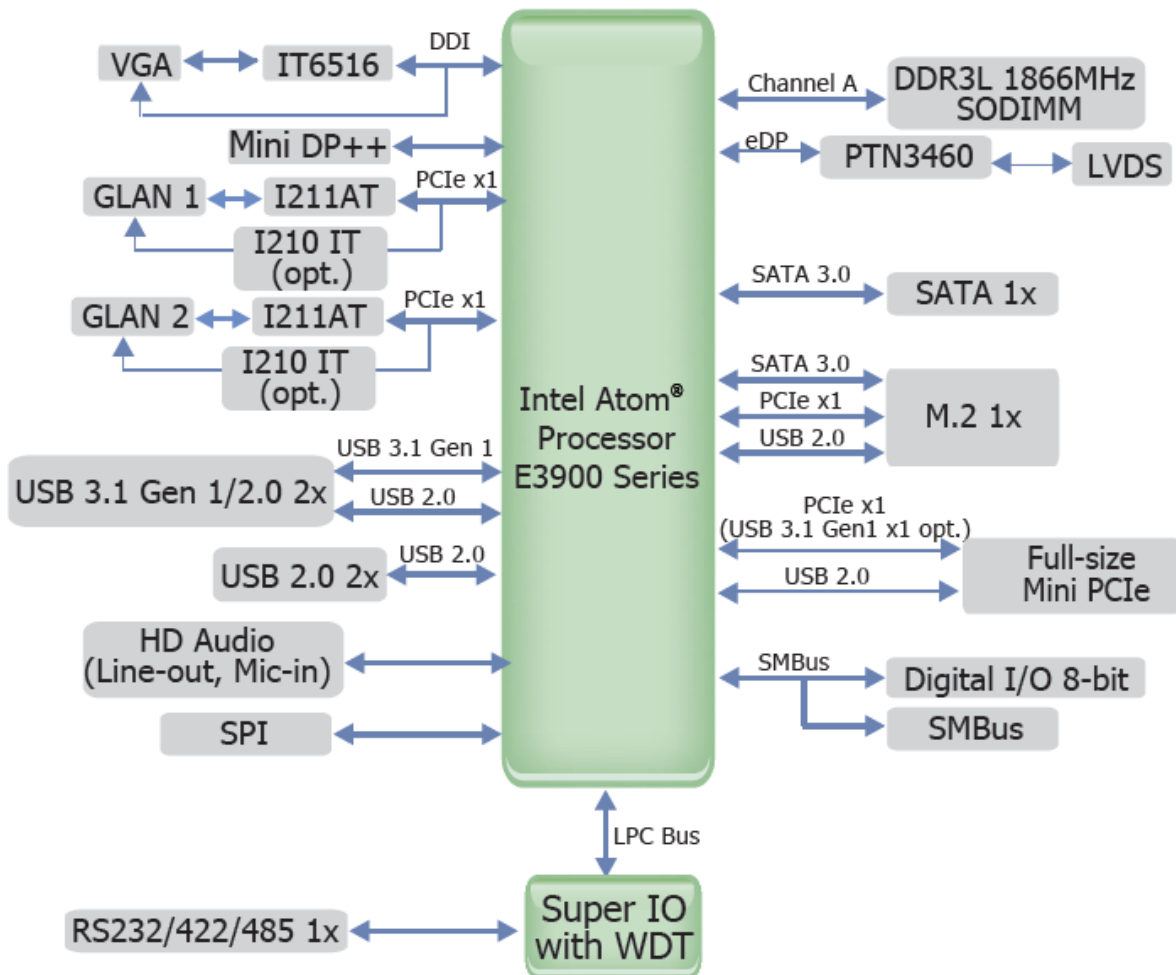 DDI
VGA
IT6516
Mini DP++
PCIe x1
GLAN 1
I211AT
I210 IT
(opt.)
PCIe x1
GLAN 2
I211AT
I210 IT
(opt.)
USB 3.1 Gen 1
USB 3.1 Gen 1/2.0 2x
USB 2.0
USB 2.0
USB 2.0 2x
HD Audio
(Line-out, Mic-in)
SPI
Intel Atom®
Processor
E3900 Series
Channel A
DDR3L 1866MHz
SODIMM
eDP
PTN3460
LVDS
SATA 3.0
SATA 1x
SATA 3.0
PCIe x1
USB 2.0
M.2 1x
PCIe x1
(USB 3.1 Gen1 x1 opt.)
USB 2.0
Full-size
Mini PCIe
SMBus
Digital I/O 8-bit
SMBus
LPC Bus
Super IO
with WDT
RS232/422/485 1x